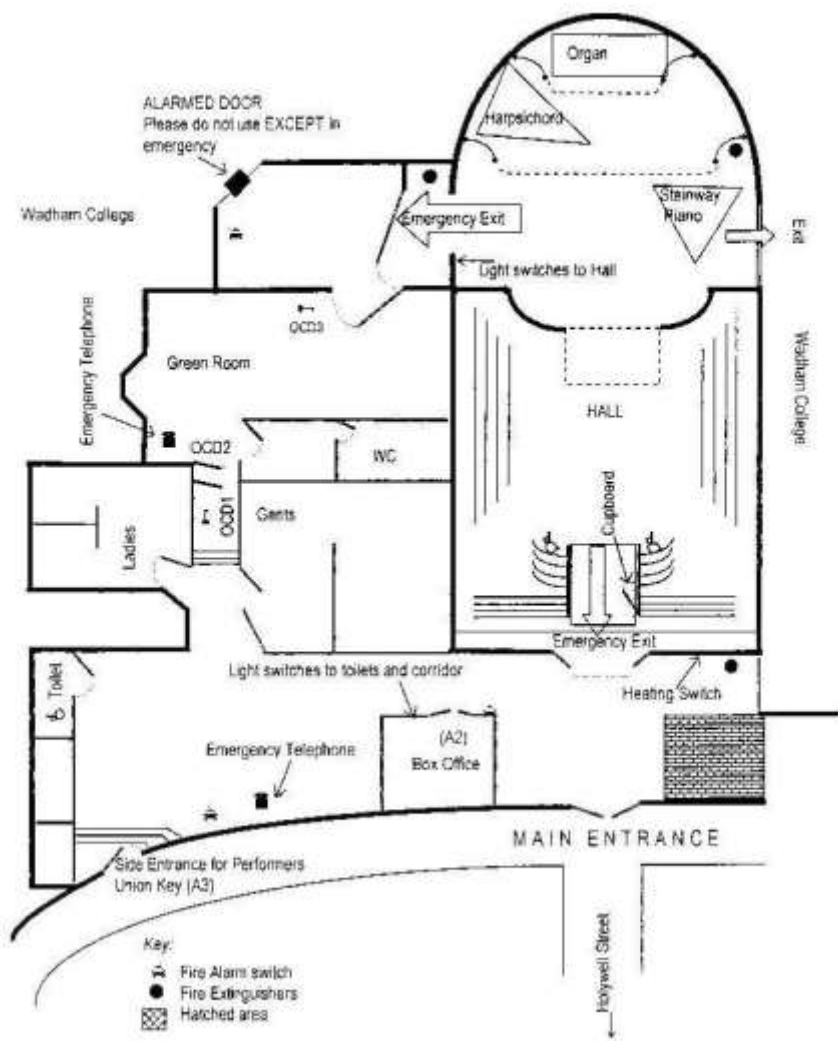 Organ
ALARMED DOOR
Please do not use EXCEPT in
emergency
Harpsichord
Wadham College
Emergency Exit
Steinway
Piano
Exit
Light switches to Hall
OCD3
Emergency Telephone
Green Room
Wadham College
HALL
OCD2
WC
OCD1
Gents
Cupboard
Ladies
Emergency Exit
Light switches to toilets and corridor
Heating Switch
Toilet
(A2)
Box Office
Emergency Telephone
MAIN ENTRANCE
Side Entrance for Performers
Union Key (A3)
Holywell Street
Key:
Fire Alarm switch
Fire Extinguishers
Hatched area